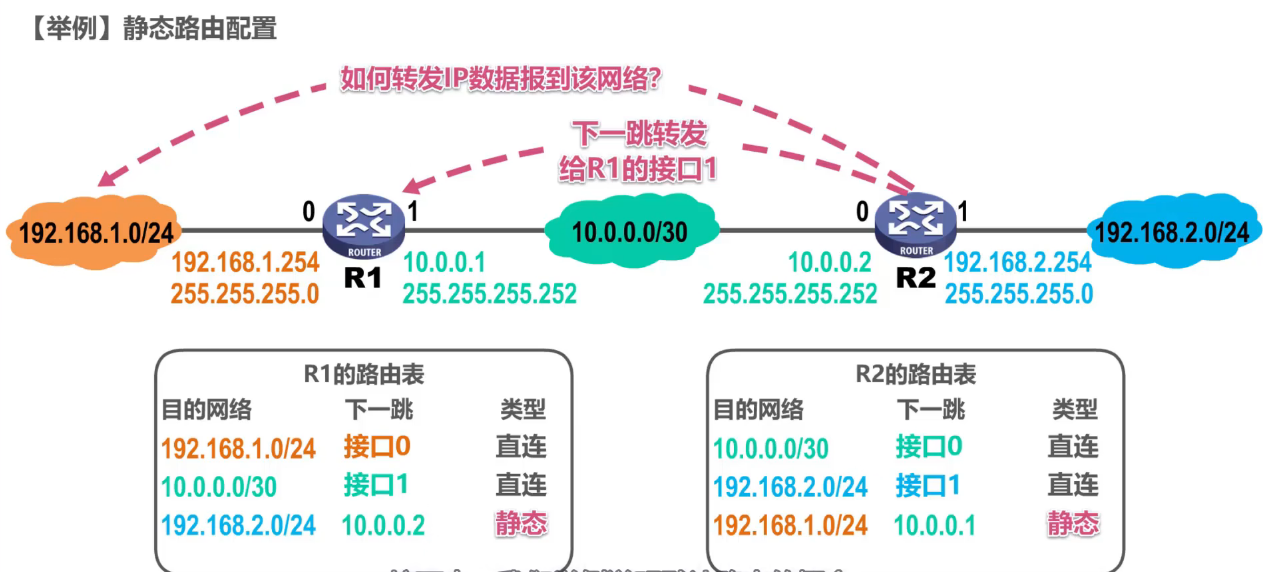 【举例】静态路由配置
如何转发IP数据报到该网络?
下一跳转发
给R1的接口1
192.168.1.0/24
0
ROUTER
R1
1
10.0.0.0/30
0
ROUTER
R2
1
192.168.2.0/24
192.168.1.254
255.255.255.0
10.0.0.1
255.255.255.252
10.0.0.2
255.255.255.252
192.168.2.254
255.255.255.0
R1的路由表
目的网络 下一跳 类型
192.168.1.0/24 接口0 直连
10.0.0.0/30 接口1 直连
192.168.2.0/24 10.0.0.2 静态
R2的路由表
目的网络 下一跳 类型
10.0.0.0/30 接口0 直连
192.168.2.0/24 接口1 直连
192.168.1.0/24 10.0.0.1 静态